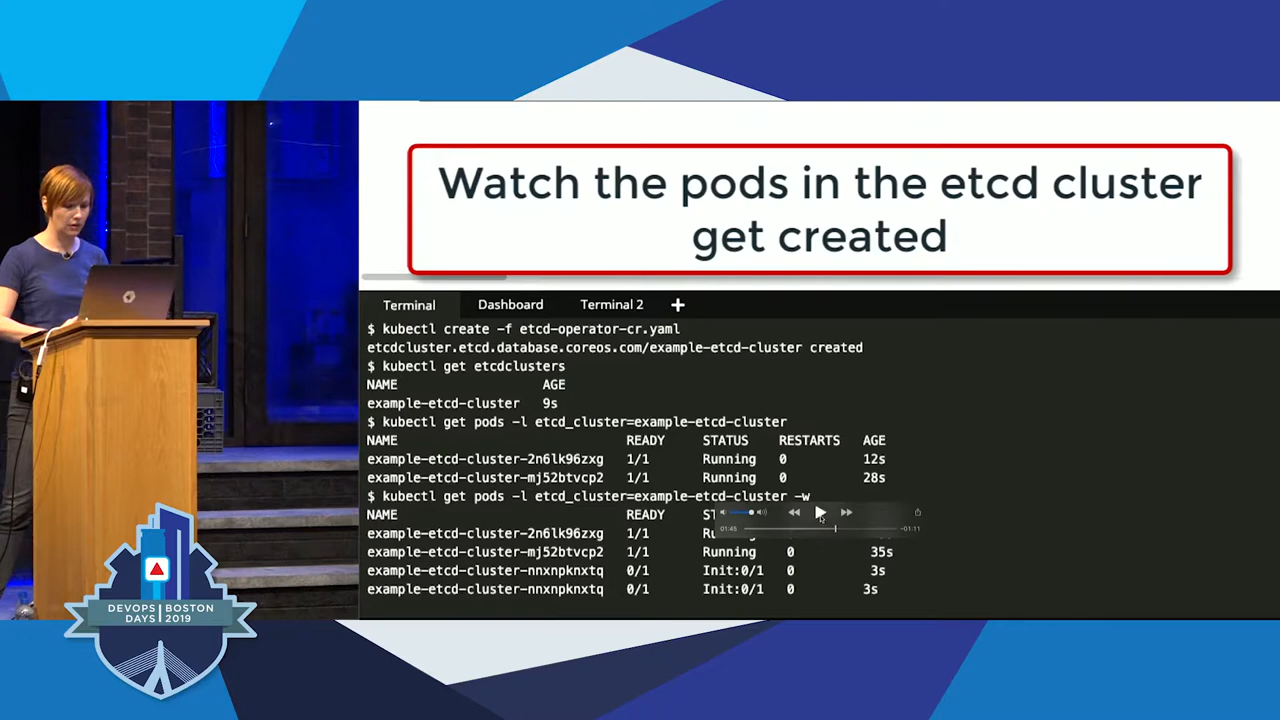 Watch the pods in the etcd cluster
get created
Terminal Dashboard Terminal 2 +
$ kubectl create -f etcd-operator-cr.yaml
etcdcluster.etcd.database.coreos.com/example-etcd-cluster created
$ kubectl get etcdclusters
NAME AGE
example-etcd-cluster 9s
$ kubectl get pods -l etcd_cluster=example-etcd-cluster
NAME READY STATUS RESTARTS AGE
example-etcd-cluster-2n6lk96zxg 1/1 Running 0 12s
example-etcd-cluster-mj52btvcp2 1/1 Running 0 28s
$ kubectl get pods -l etcd_cluster=example-etcd-cluster -w
NAME READY
01:45 -01:11
example-etcd-cluster-2n6lk96zxg 1/1
example-etcd-cluster-mj52btvcp2 1/1 Running 0 35s
example-etcd-cluster-nnxnpknxtq 0/1 Init:0/1 0 3s
example-etcd-cluster-nnxnpknxtq 0/1 Init:0/1 0 3s
DEVOPS BOSTON
DAYS 2019